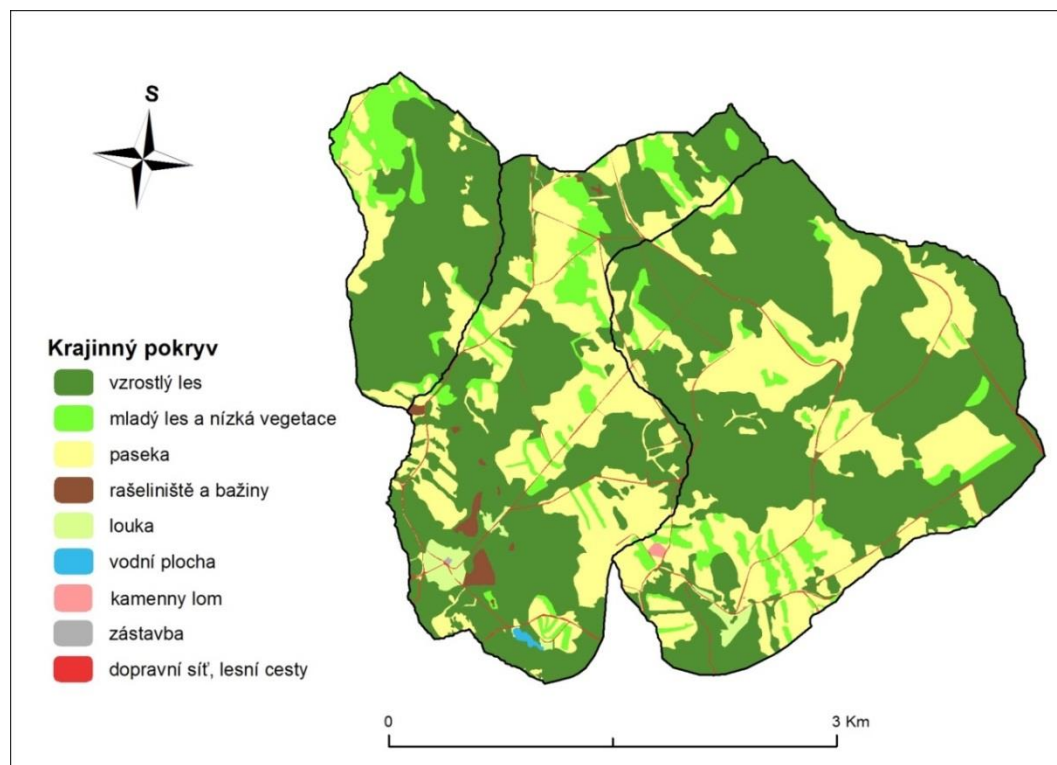 S
Krajinný pokryv
vzrostlý les
mladý les a nízká vegetace
paseka
rašeliniště a bažiny
louka
vodní plocha
kamenny lom
zástavba
dopravní síť, lesní cesty
0 3 Km